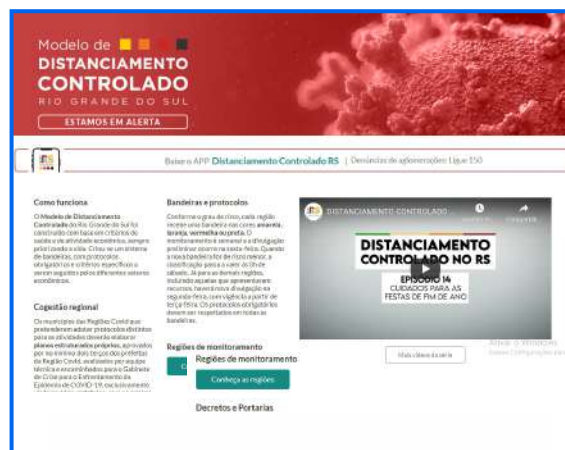 Modelo de
DISTANCIAMENTO
CONTROLADO
RIO GRANDE DO SUL
ESTAMOS EM ALERTA
RS
Baixe o APP Distanciamento Controlado RS | Denúncias de aglomerações: Ligue 150
Como funciona
O Modelo de Distanciamento
Controlado do Rio Grande do Sul foi
construído com base em critérios de
saúde e de atividade econômica, sempre
priorizando a vida. Criou-se um sistema
de bandeiras, com protocolos
obrigatórios e critérios específicos a
serem seguidos pelos diferentes setores
econômicos.
Cogestão regional
Os municípios das Regiões Covid que
pretenderem adotar protocolos distintos
para as atividades deverão elaborar
planos estruturados próprios, aprovados
por no mínimo dois terços dos prefeitos
da Região Covid, avalizados por equipe
técnica e encaminhados para o Gabinete
de Crise para o Enfrentamento da
Epidemia de COVID-19, exclusivamente
Bandeiras e protocolos
Conforme o grau de risco, cada região
recebe uma bandeira nas cores amarela,
laranja, vermelha ou preta. O
monitoramento é semanal e a divulgação
preliminar ocorre na sexta-feira. Quando
a nova bandeira for de risco menor, a
classificação passa a valer às 0h de
sábado. Já para as demais regiões,
incluindo aquelas que apresentaram
recursos, haverá nova divulgação na
segunda-feira, com vigência a partir de
terça-feira. Os protocolos obrigatórios
devem ser respeitados em todas as
bandeiras.
Regiões de monitoramento
Regiões de monitoramento
Conheça as regiões
Decretos e Portarias
RS DISTANCIAMENTO CONTROLADO ...
DISTANCIAMENTO
CONTROLADO NO RS
EPISÓDIO 14
CUIDADOS PARA AS
FESTAS DE FIM DE ANO
Mais vídeos da série
Ativar o Windows